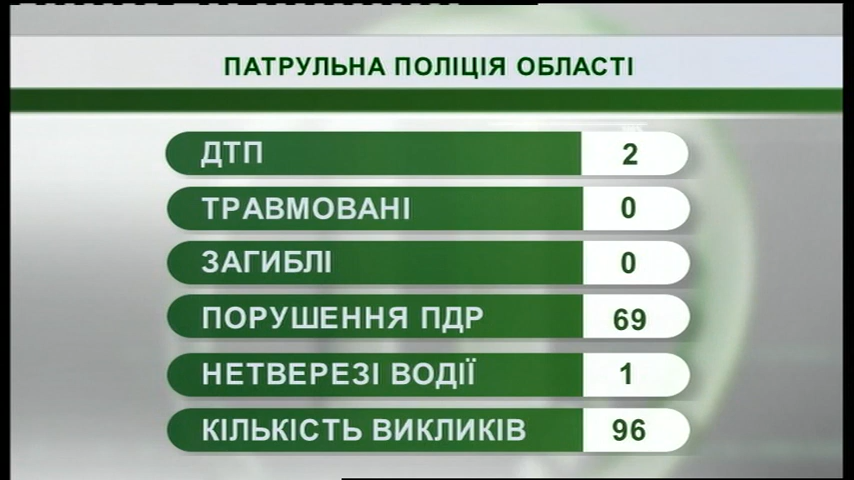 ПАТРУЛЬНА ПОЛІЦІЯ ОБЛАСТІ
ДТП 2
ТРАВМОВАНІ 0
ЗАГИБЛІ 0
ПОРУШЕННЯ ПДР 69
НЕТВЕРЕЗІ ВОДІЇ 1
КІЛЬКІСТЬ ВИКЛИКІВ 96